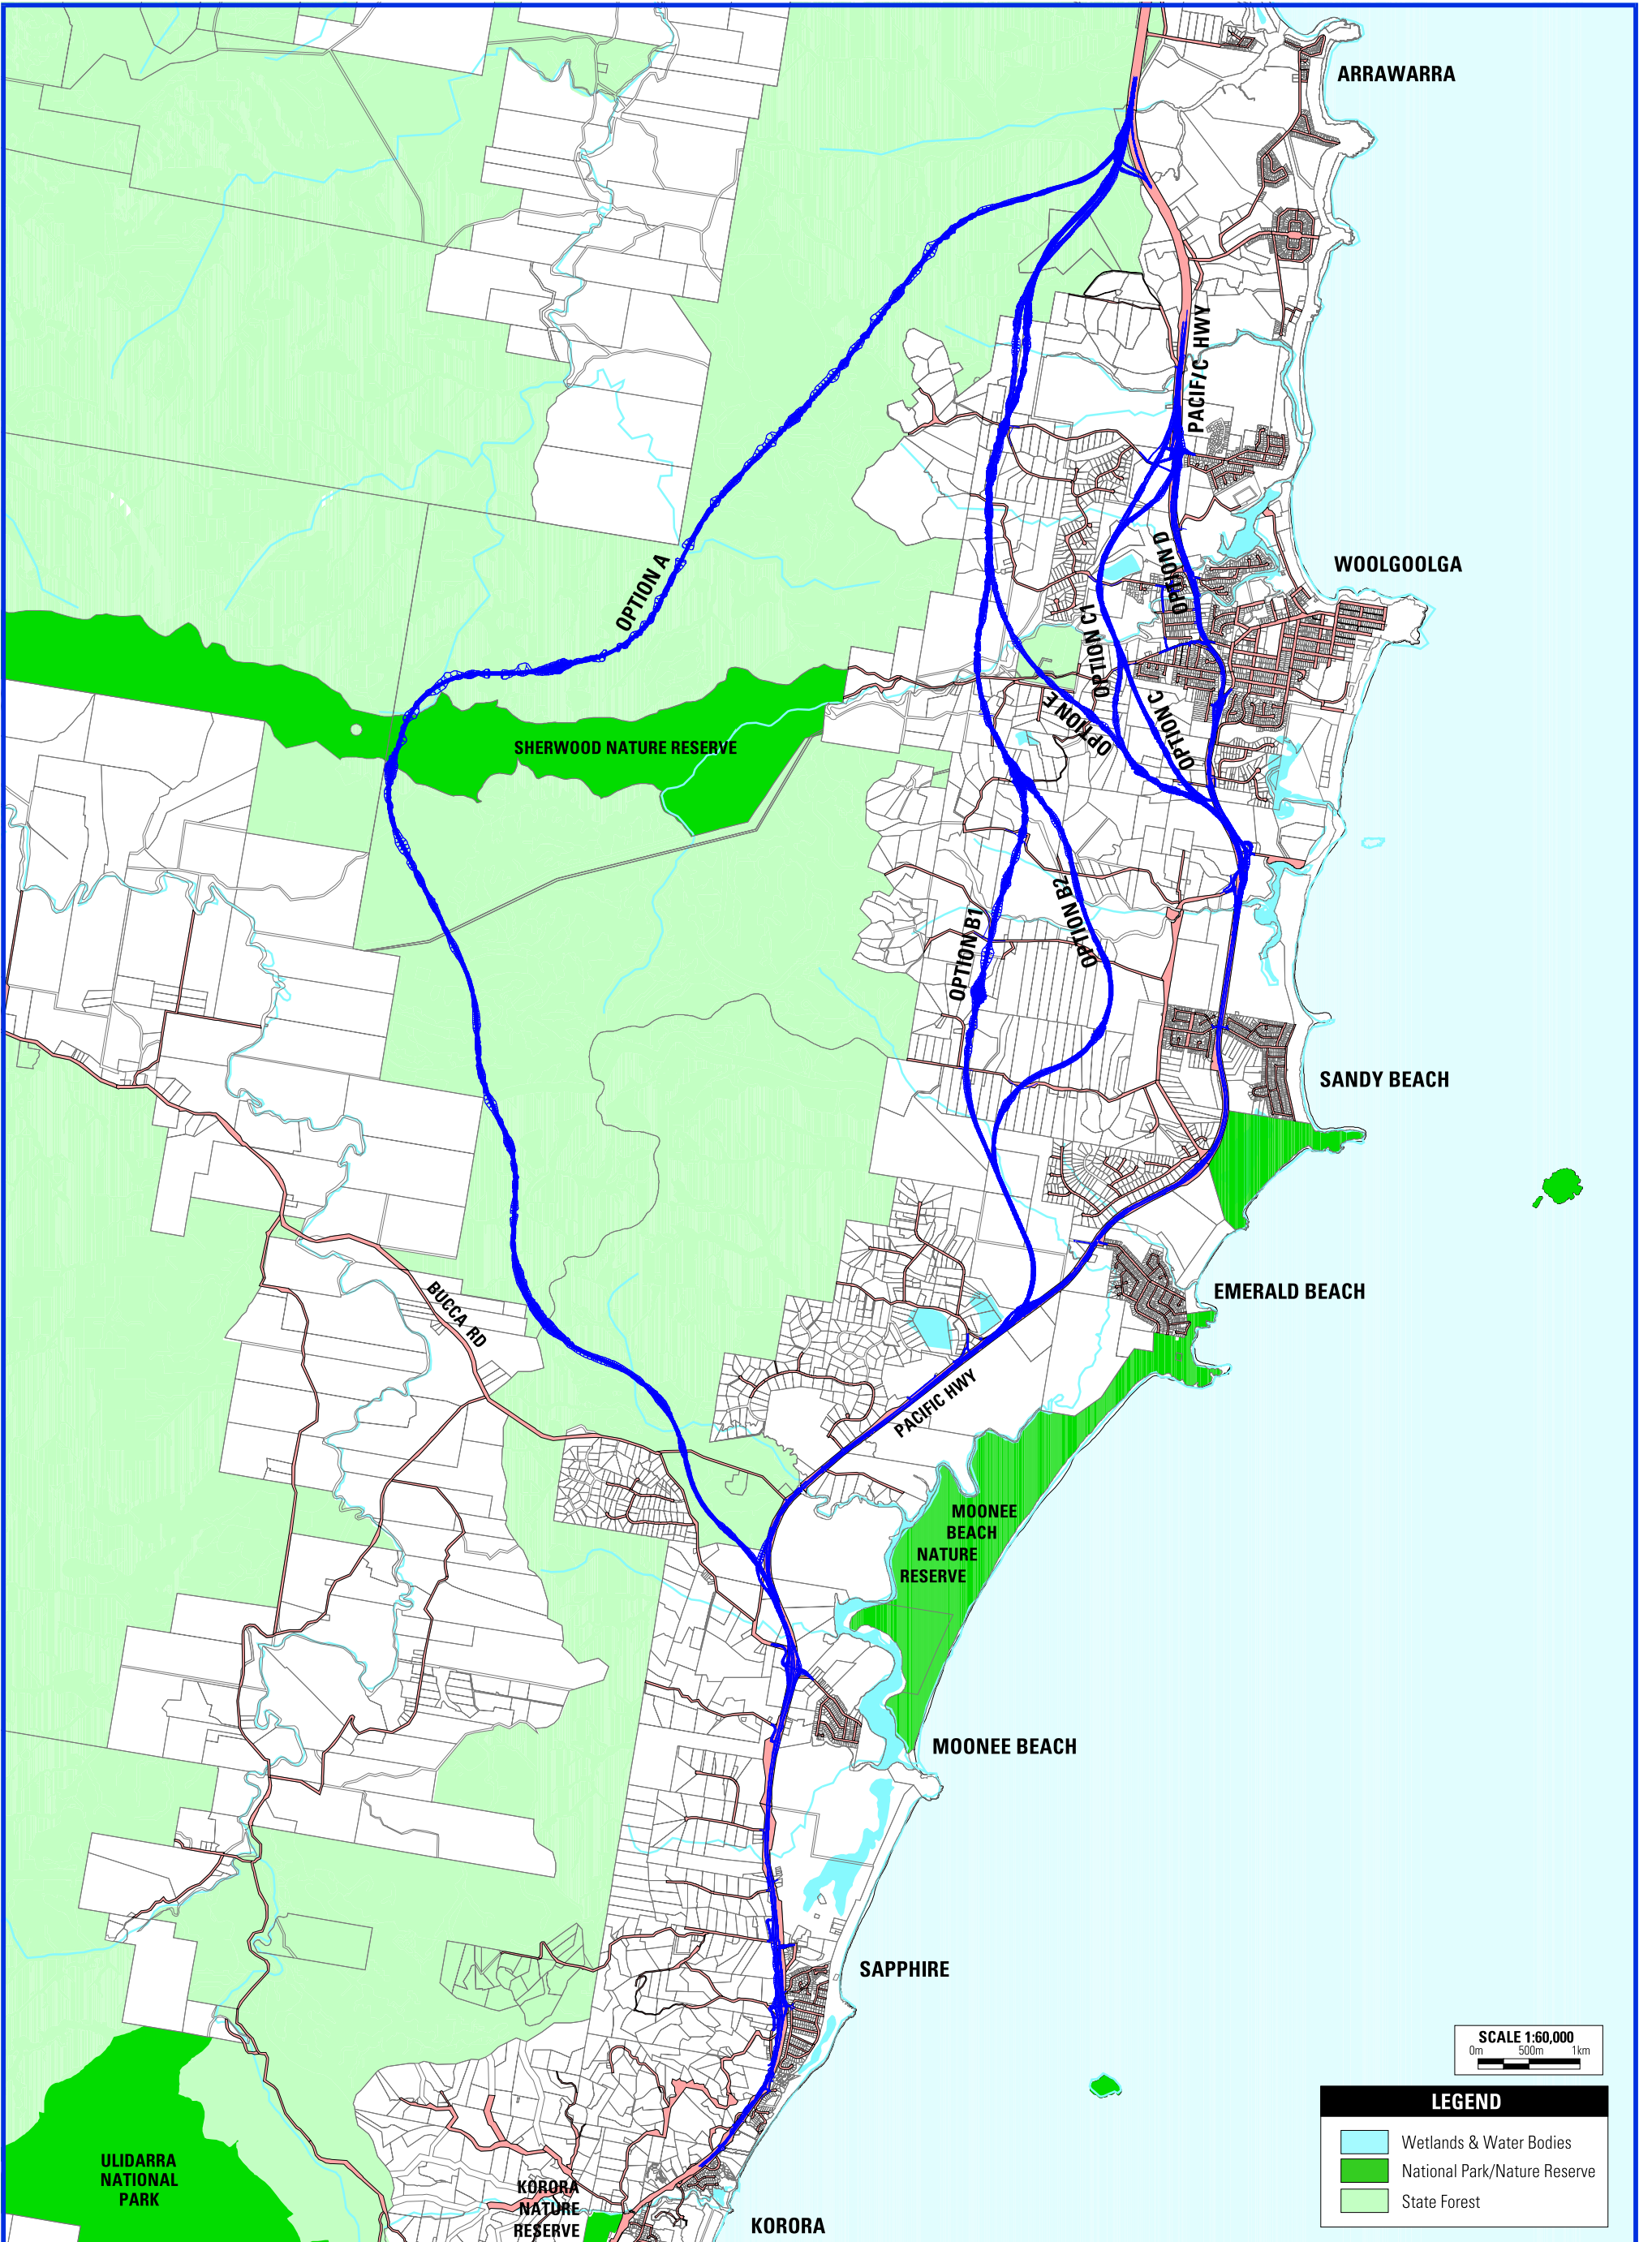 ARRAWARRA
PACIF/C HWY
OPTION A
WOOLGOOLGA
OPTION D
OPTION C1
OPTION E
OPTION C
SHERWOOD NATURE RESERVE
OPTION B2
OPTION B1
SANDY BEACH
EMERALD BEACH
BUCCA RD
PACIFIC HWY
MOONEE
BEACH
NATURE
RESERVE
MOONEE BEACH
SAPPHIRE
SCALE 1:60,000
0m 500m 1km
LEGEND
Wetlands & Water Bodies
National Park/Nature Reserve
State Forest
ULIDARRA
NATIONAL
PARK
KORORA
NATURE
RESERVE
KORORA